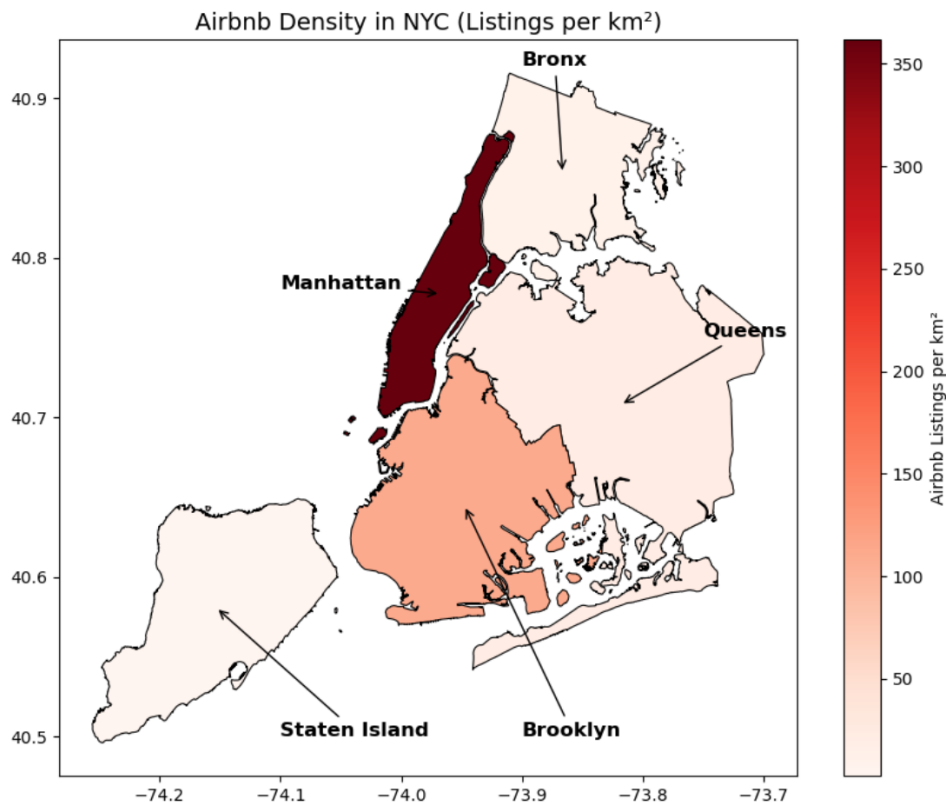 Airbnb Density in NYC (Listings per km²)
Bronx
Manhattan
Queens
Staten Island
Brooklyn
40.9
40.8
40.7
40.6
40.5
−74.2
−74.1
−74.0
−73.9
−73.8
−73.7
350
300
250
200
150
100
50
Airbnb Listings per km²